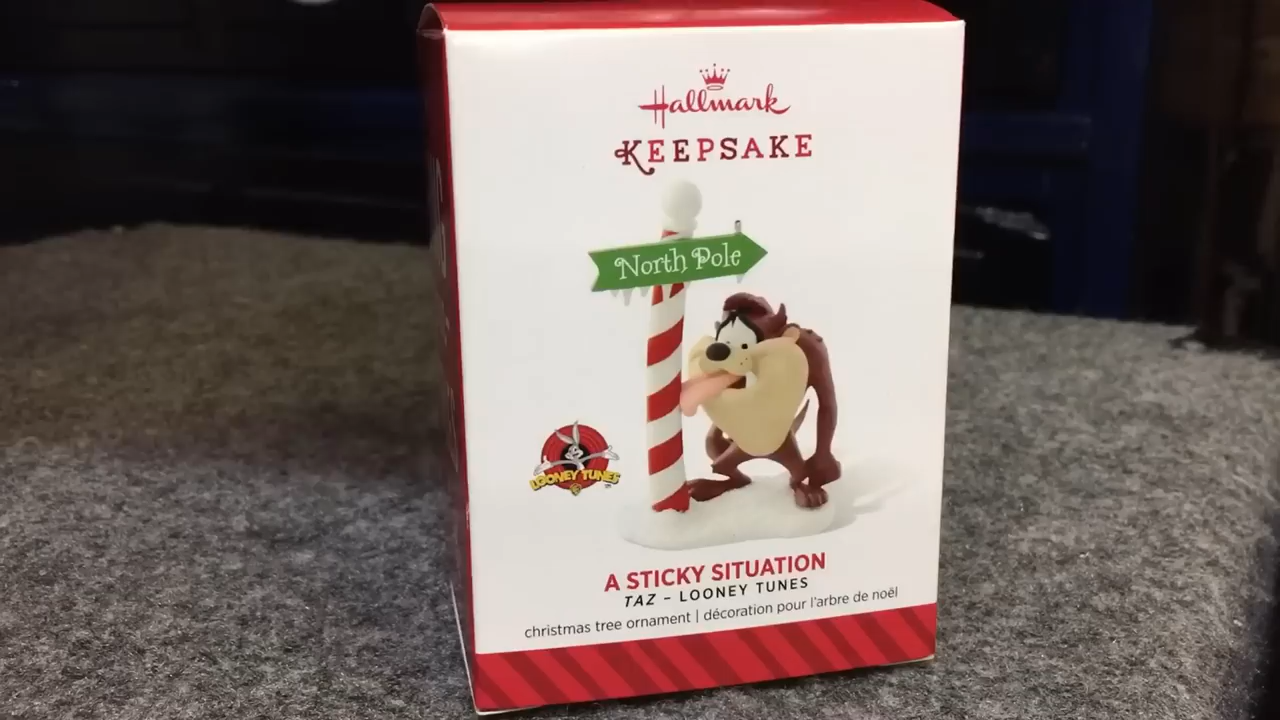 Hallmark
KEEPSAKE
North Pole
LOONEY TUNES
A STICKY SITUATION
TAZ – LOONEY TUNES
christmas tree ornament | décoration pour l'arbre de noël